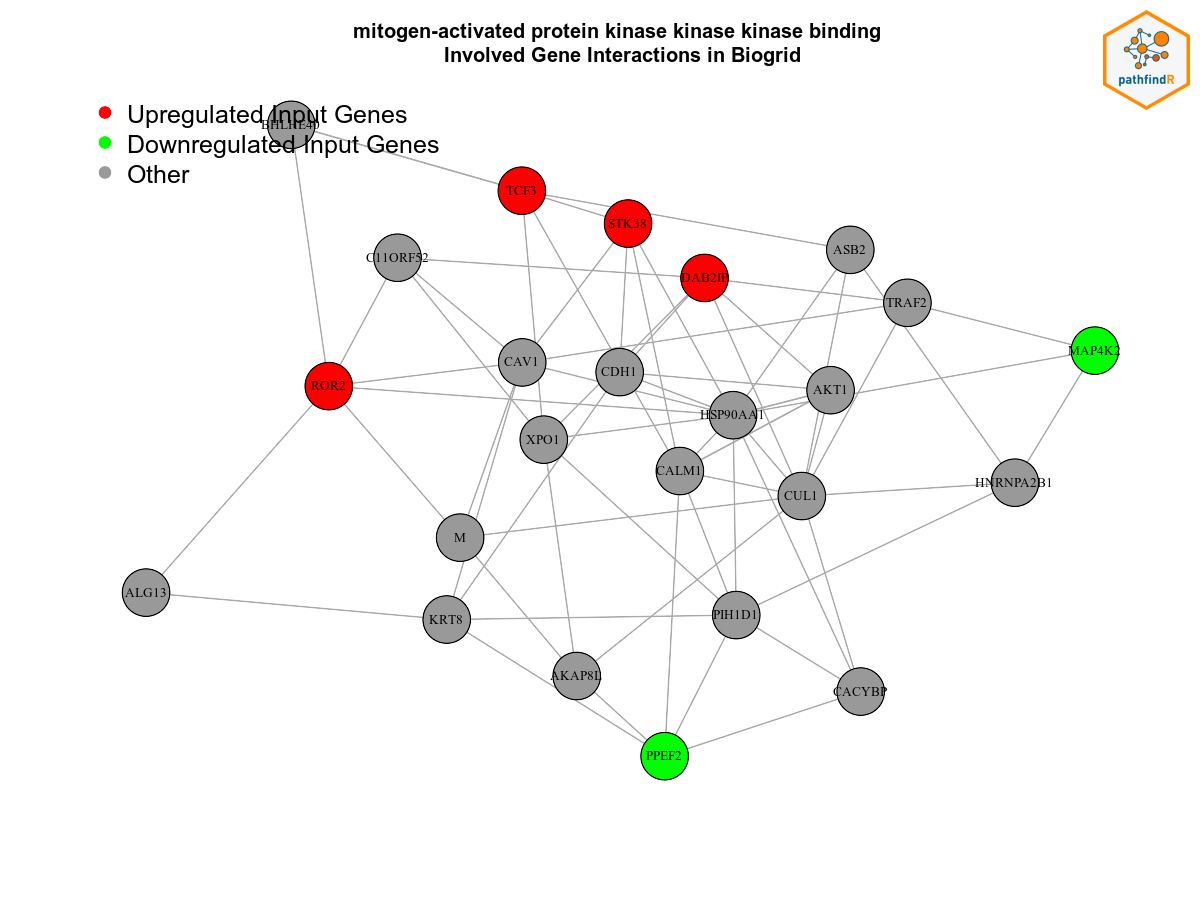 mitogen-activated protein kinase kinase kinase binding
Involved Gene Interactions in Biogrid
pathfindR
Upregulated Input Genes
BHLHE40
Downregulated Input Genes
Other
TCF3
STK38
ASB2
C11ORF52
DAB2IP
TRAF2
MAP4K2
CAV1
CDH1
ROR2
AKT1
HSP90AA1
XPO1
CALM1
HNRNPA2B1
CUL1
M
ALG13
PIH1D1
KRT8
AKAP8L
CACYBP
PPEF2